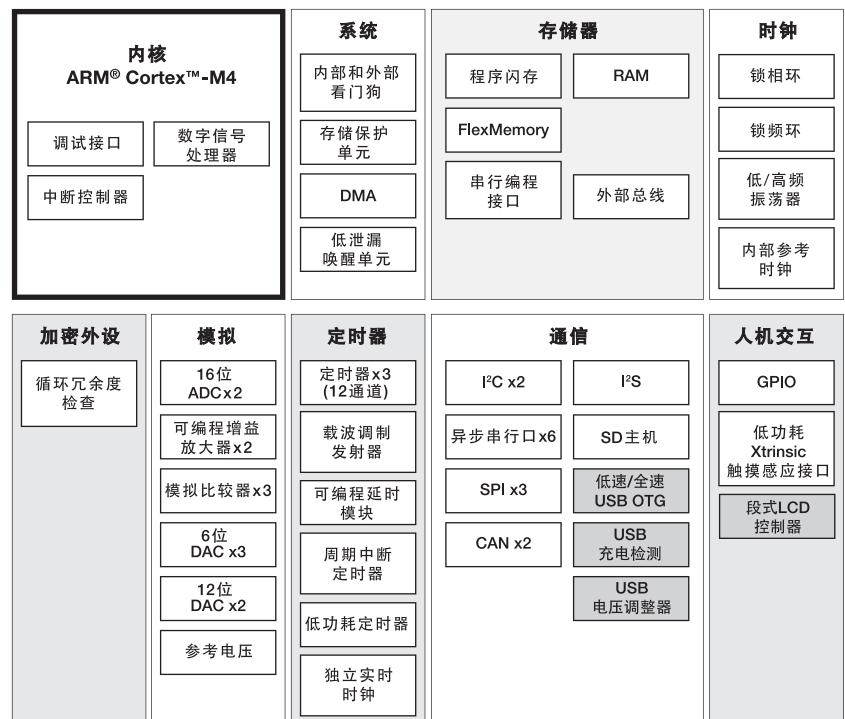 内核
ARM® Cortex™-M4
调试接口
数字信号
处理器
中断控制器
系统
内部和外部
看门狗
存储保护
单元
DMA
低泄漏
唤醒单元
存储器
程序闪存
RAM
FlexMemory
串行编程
接口
外部总线
时钟
锁相环
锁频环
低/高频
振荡器
内部参考
时钟
加密外设
循环冗余度
检查
模拟
16位
ADCx2
可编程增益
放大器x2
模拟比较器x3
6位
DAC x3
12位
DAC x2
参考电压
定时器
定时器x3
(12通道)
载波调制
发射器
可编程延时
模块
周期中断
定时器
低功耗定时器
独立实时
时钟
通信
I²C x2
I²S
异步串行口x6
SD主机
SPI x3
低速/全速
USB OTG
CAN x2
USB
充电检测
USB
电压调整器
人机交互
GPIO
低功耗
Xtrinsic
触摸感应接口
段式LCD
控制器